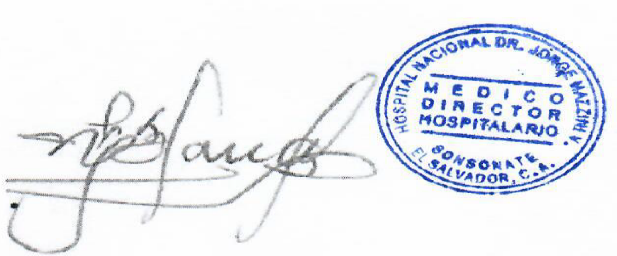 HOSPITAL NACIONAL DR. JORGE MAZZINI V.
MEDICO
DIRECTOR
HOSPITALARIO
SONSONATE
EL SALVADOR, C.A.